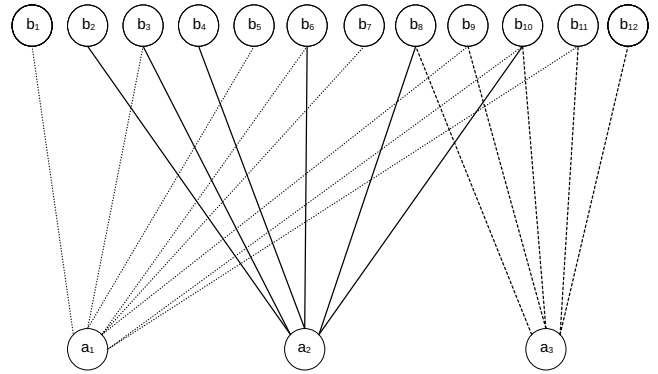 b₁ b₂ b₃ b₄ b₅ b₆ b₇ b₈ b₉ b₁₀ b₁₁ b₁₂
a₁ a₂ a₃